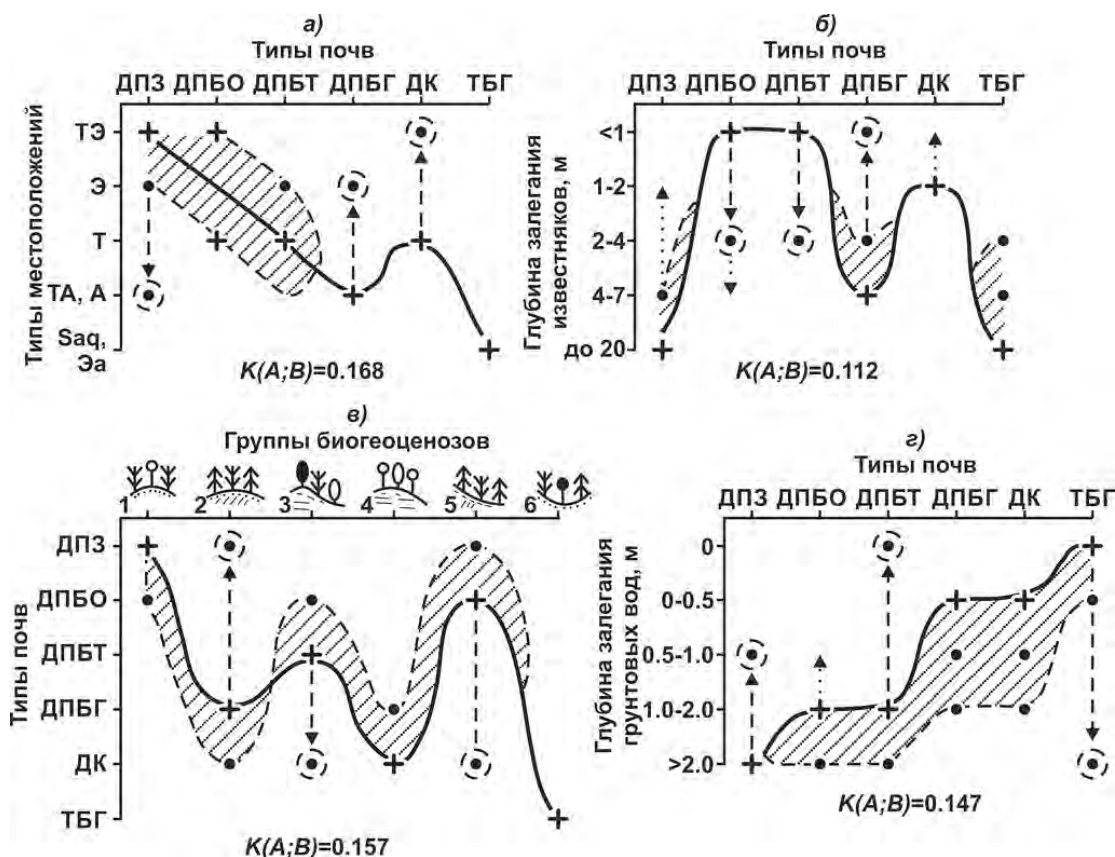 а)
Типы почв
ДПЗ ДПБО ДПБТ ДПБГ ДК ТБГ
Типы местоположений
ТЭ
Э
Т
ТА, А
Saq,
Эа
K(A;B)=0.168
б)
Типы почв
ДПЗ ДПБО ДПБТ ДПБГ ДК ТБГ
Глубина залегания
известняков, м
<1
1-2
2-4
4-7
до 20
K(A;B)=0.112
в)
Группы биогеоценозов
1 2 3 4 5 6
Типы почв
ДПЗ
ДПБО
ДПБТ
ДПБГ
ДК
ТБГ
K(A;B)=0.157
г)
Типы почв
ДПЗ ДПБО ДПБТ ДПБГ ДК ТБГ
Глубина залегания
грунтовых вод, м
0
0-0.5
0.5-1.0
1.0-2.0
>2.0
K(A;B)=0.147